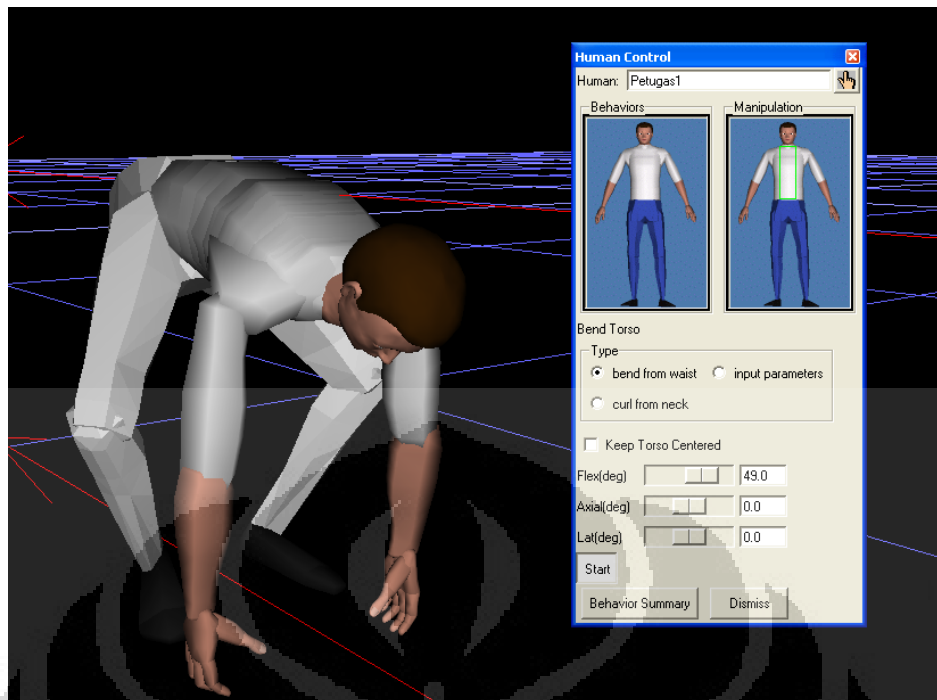 Human Control
Human: Petugas1
Behaviors Manipulation
Bend Torso
Type
bend from waist input parameters
curl from neck
Keep Torso Centered
Flex(deg) 49.0
Axial(deg) 0.0
Lat(deg) 0.0
Start
Behavior Summary Dismiss